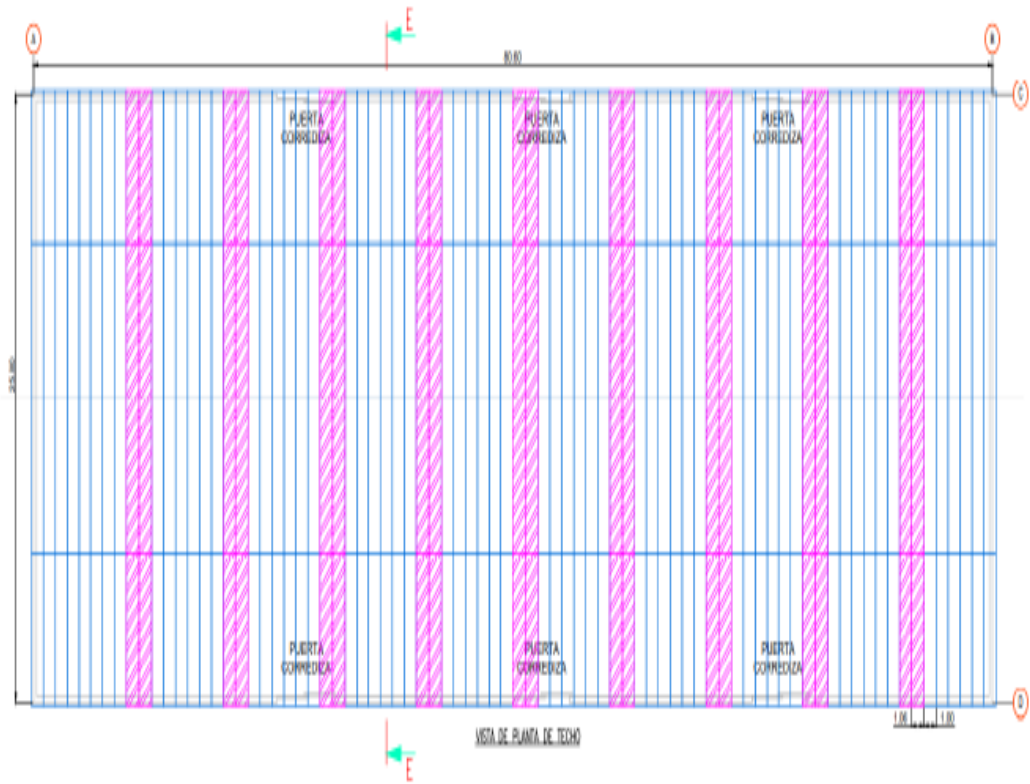 E
A
B
80.80
C
PUERTA
CORREDIZA
PUERTA
CORREDIZA
PUERTA
CORREDIZA
PUERTA
CORREDIZA
PUERTA
CORREDIZA
PUERTA
CORREDIZA
D
1.00
1.00
VISTA DE PLANTA DE TECHO
E